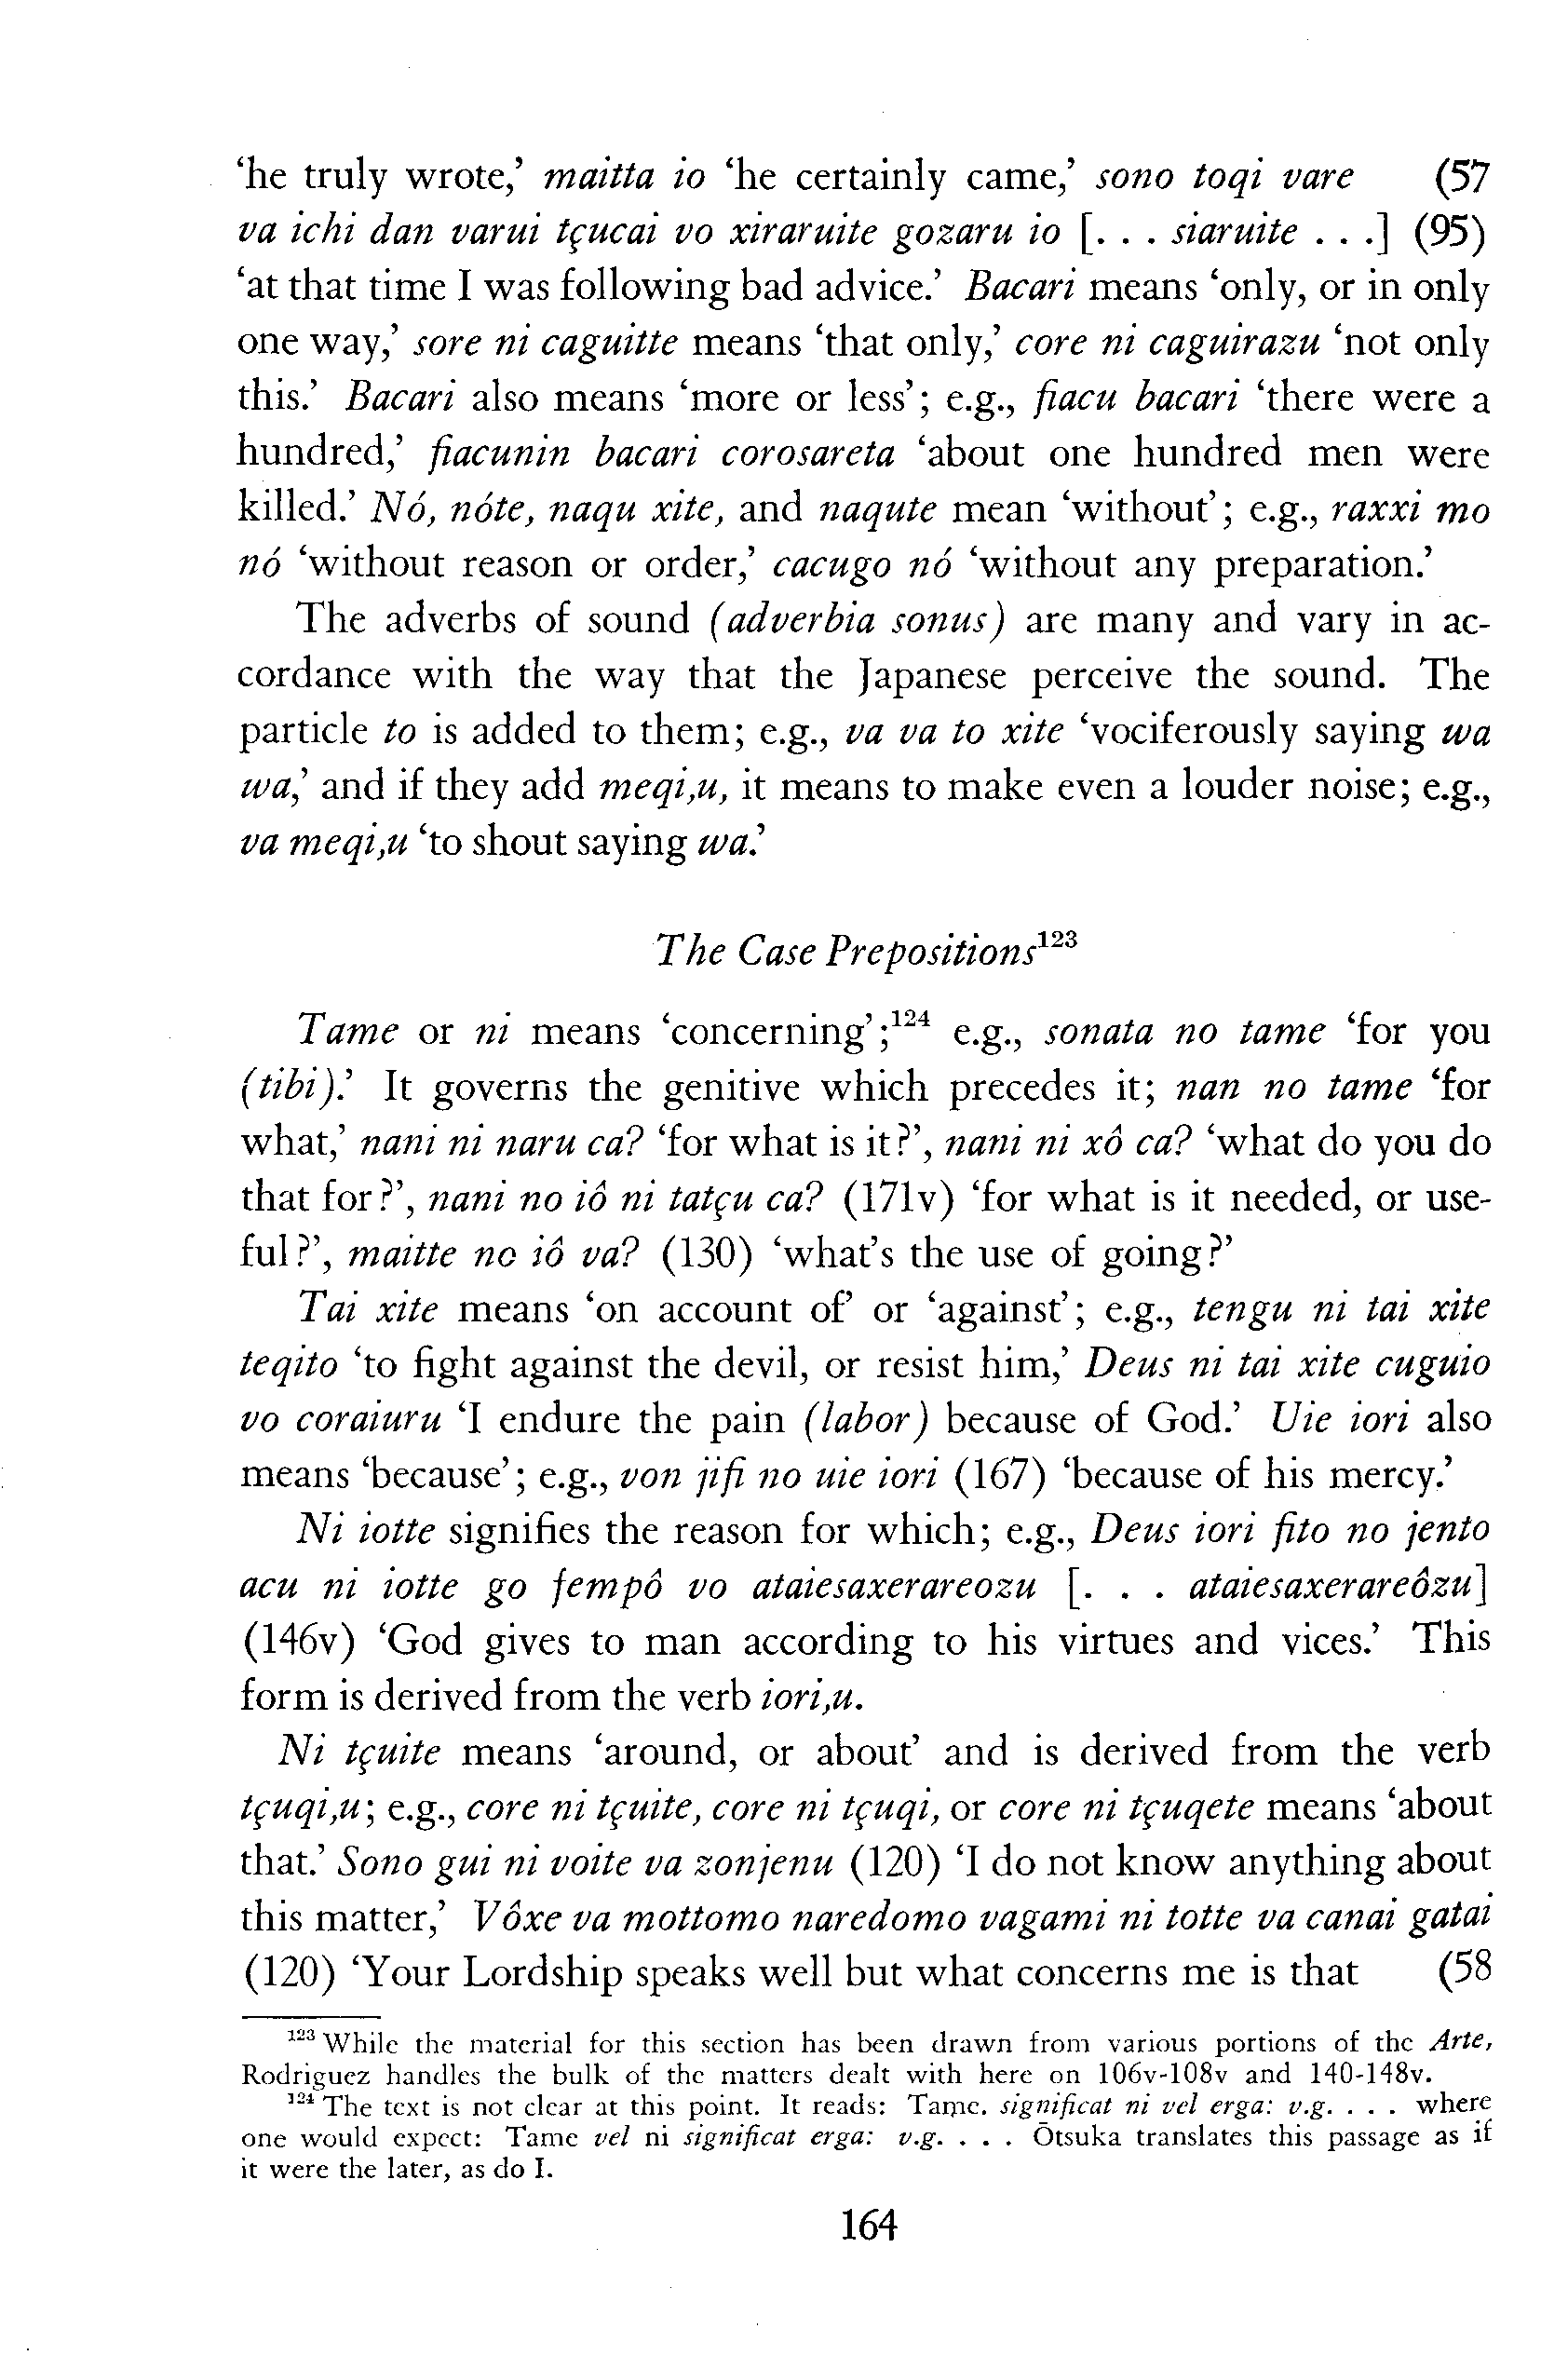 ‘he truly wrote,’ maitta io ‘he certainly came,’ sono toqi vare (57
va ichi dan varui tçucai vo xiraruite gozaru io [. . . siaruite . . .] (95)
‘at that time I was following bad advice.’ Bacari means ‘only, or in only
one way,’ sore ni caguitte means ‘that only,’ core ni caguirazu ‘not only
this.’ Bacari also means ‘more or less’; e.g., fiacu bacari ‘there were a
hundred,’ fiacunin bacari corosareta ‘about one hundred men were
killed.’ Nó, nóte, naqu xite, and naqute mean ‘without’; e.g., raxxi mo
nó ‘without reason or order,’ cacugo nó ‘without any preparation.’
The adverbs of sound (adverbia sonus) are many and vary in ac-
cordance with the way that the Japanese perceive the sound. The
particle to is added to them; e.g., va va to xite ‘vociferously saying wa
wa,’ and if they add meqi,u, it means to make even a louder noise; e.g.,
va meqi,u ‘to shout saying wa.’
The Case Prepositions¹²³
Tame or ni means ‘concerning’;¹²⁴ e.g., sonata no tame ‘for you
(tibi).’ It governs the genitive which precedes it; nan no tame ‘for
what,’ nani ni naru ca? ‘for what is it?’, nani ni xô ca? ‘what do you do
that for?’, nani no iô ni tatçu ca? (171v) ‘for what is it needed, or use-
ful?’, maitte no iô va? (130) ‘what’s the use of going?’
Tai xite means ‘on account of’ or ‘against’; e.g., tengu ni tai xite
teqito ‘to fight against the devil, or resist him,’ Deus ni tai xite cuguio
vo coraiuru ‘I endure the pain (labor) because of God.’ Uie iori also
means ‘because’; e.g., von jifi no uie iori (167) ‘because of his mercy.’
Ni iotte signifies the reason for which; e.g., Deus iori fito no jento
acu ni iotte go fempô vo ataiesaxerareozu [. . . ataiesaxerareôzu]
(146v) ‘God gives to man according to his virtues and vices.’ This
form is derived from the verb iori,u.
Ni tçuite means ‘around, or about’ and is derived from the verb
tçuqi,u; e.g., core ni tçuite, core ni tçuqi, or core ni tçuqete means ‘about
that.’ Sono gui ni voite va zonjenu (120) ‘I do not know anything about
this matter,’ Vôxe va mottomo naredomo vagami ni totte va canai gatai
(120) ‘Your Lordship speaks well but what concerns me is that (58
¹²³ While the material for this section has been drawn from various portions of the Arte,
Rodriguez handles the bulk of the matters dealt with here on 106v-108v and 140-148v.
¹²⁴ The text is not clear at this point. It reads: Tame. significat ni vel erga: v.g. . . . where
one would expect: Tame vel ni significat erga: v.g. . . . Ōtsuka translates this passage as if
it were the later, as do I.
164